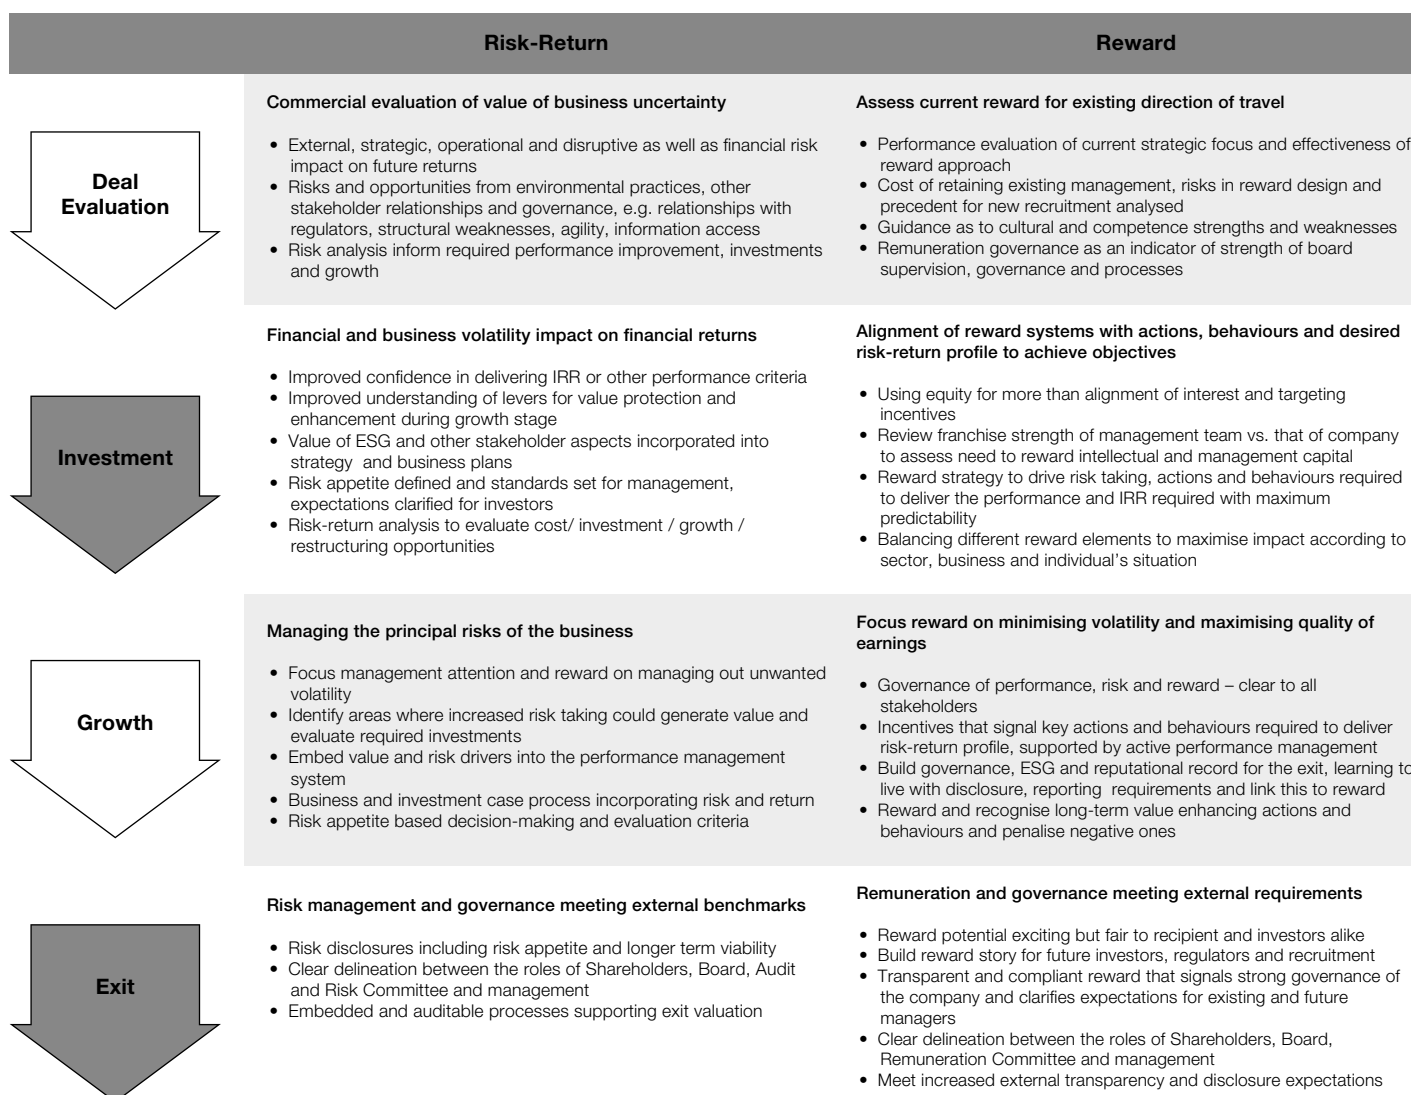 Risk-Return
Reward
Deal
Evaluation
Commercial evaluation of value of business uncertainty
• External, strategic, operational and disruptive as well as financial risk
impact on future returns
• Risks and opportunities from environmental practices, other
stakeholder relationships and governance, e.g. relationships with
regulators, structural weaknesses, agility, information access
• Risk analysis inform required performance improvement, investments
and growth
Assess current reward for existing direction of travel
• Performance evaluation of current strategic focus and effectiveness of
reward approach
• Cost of retaining existing management, risks in reward design and
precedent for new recruitment analysed
• Guidance as to cultural and competence strengths and weaknesses
• Remuneration governance as an indicator of strength of board
supervision, governance and processes
Investment
Financial and business volatility impact on financial returns
• Improved confidence in delivering IRR or other performance criteria
• Improved understanding of levers for value protection and
enhancement during growth stage
• Value of ESG and other stakeholder aspects incorporated into
strategy and business plans
• Risk appetite defined and standards set for management,
expectations clarified for investors
• Risk-return analysis to evaluate cost/ investment / growth /
restructuring opportunities
Alignment of reward systems with actions, behaviours and desired
risk-return profile to achieve objectives
• Using equity for more than alignment of interest and targeting
incentives
• Review franchise strength of management team vs. that of company
to assess need to reward intellectual and management capital
• Reward strategy to drive risk taking, actions and behaviours required
to deliver the performance and IRR required with maximum
predictability
• Balancing different reward elements to maximise impact according to
sector, business and individual's situation
Growth
Managing the principal risks of the business
• Focus management attention and reward on managing out unwanted
volatility
• Identify areas where increased risk taking could generate value and
evaluate required investments
• Embed value and risk drivers into the performance management
system
• Business and investment case process incorporating risk and return
• Risk appetite based decision-making and evaluation criteria
Focus reward on minimising volatility and maximising quality of
earnings
• Governance of performance, risk and reward – clear to all
stakeholders
• Incentives that signal key actions and behaviours required to deliver
risk-return profile, supported by active performance management
• Build governance, ESG and reputational record for the exit, learning to
live with disclosure, reporting requirements and link this to reward
• Reward and recognise long-term value enhancing actions and
behaviours and penalise negative ones
Exit
Risk management and governance meeting external benchmarks
• Risk disclosures including risk appetite and longer term viability
• Clear delineation between the roles of Shareholders, Board, Audit
and Risk Committee and management
• Embedded and auditable processes supporting exit valuation
Remuneration and governance meeting external requirements
• Reward potential exciting but fair to recipient and investors alike
• Build reward story for future investors, regulators and recruitment
• Transparent and compliant reward that signals strong governance of
the company and clarifies expectations for existing and future
managers
• Clear delineation between the roles of Shareholders, Board,
Remuneration Committee and management
• Meet increased external transparency and disclosure expectations